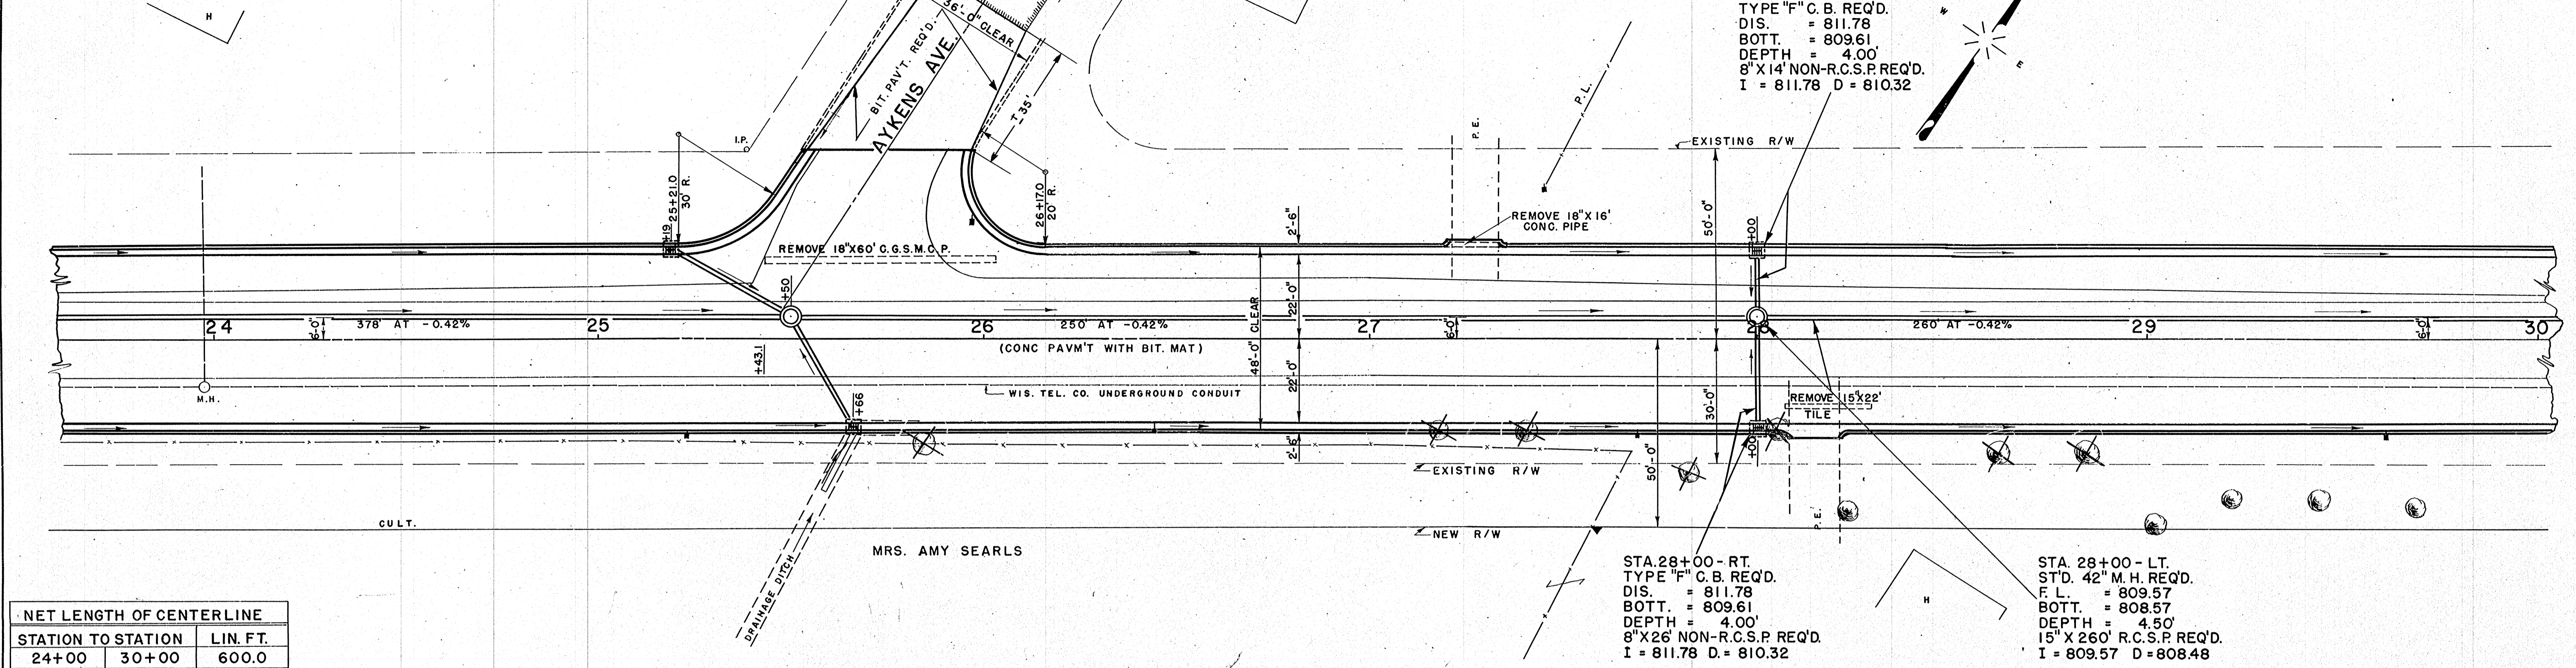 H
36'-0" CLEAR
BIT. PAV'T. REQ'D.
AYKENS AVE.
± 35'
TYPE "F" C.B. REQ'D.
DIS. = 811.78
BOTT. = 809.61
DEPTH = 4.00'
8"X14' NON-R.C.S.P. REQ'D.
I = 811.78 D = 810.32
W
E
P.L.
P.E.
I.P.
EXISTING R/W
+19
25+21.0
30' R.
26+17.0
20' R.
REMOVE 18"X60' C.G.S.M.C.P.
REMOVE 18"X16'
CONC. PIPE
2'-6"
50'-0"
+00
+50
48'-0" CLEAR
22'-0"
24
6'-0"
378' AT -0.42%
25
26
250' AT -0.42%
27
6'-0"
28
260' AT -0.42%
29
6'-0"
30
(CONC PAVM'T WITH BIT. MAT)
+43.1
22'-0"
30'-0"
M.H.
WIS. TEL. CO. UNDERGROUND CONDUIT
REMOVE 15"X22'
TILE
+66
2'-6"
50'-0"
+00
EXISTING R/W
CULT.
NEW R/W
P.E.
DRAINAGE DITCH
MRS. AMY SEARLS
STA. 28+00-RT.
TYPE "F" C.B. REQ'D.
DIS. = 811.78
BOTT. = 809.61
DEPTH = 4.00'
8"X26' NON-R.C.S.P. REQ'D.
I = 811.78 D. = 810.32
H
STA. 28+00-LT.
ST'D. 42" M.H. REQ'D.
F.L. = 809.57
BOTT. = 808.57
DEPTH = 4.50'
15"X260' R.C.S.P. REQ'D.
I = 809.57 D = 808.48
NET LENGTH OF CENTERLINE
STATION TO STATION LIN. FT.
24+00 30+00 600.0